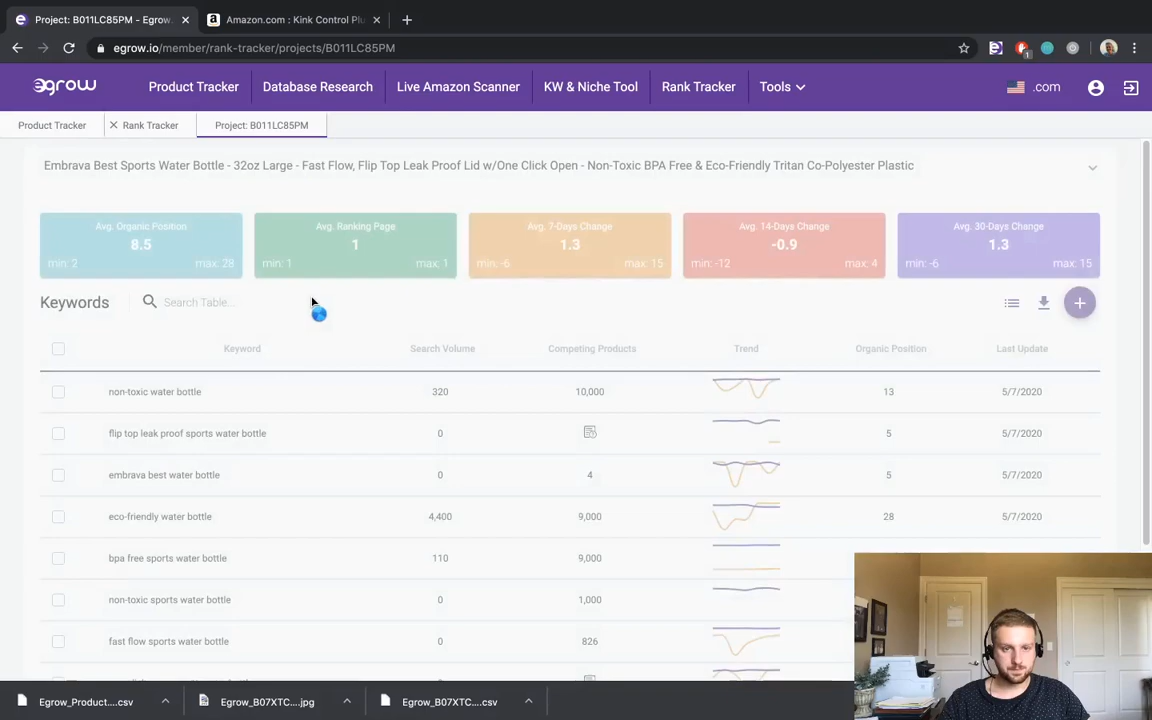 Project: B011LC85PM - Egrow.
Amazon.com : Kink Control Plu
egrow.io/member/rank-tracker/projects/B011LC85PM
1
egrow
Product Tracker
Database Research
Live Amazon Scanner
KW & Niche Tool
Rank Tracker
Tools
.com
Product Tracker
Rank Tracker
Project: B011LC85PM
Embrava Best Sports Water Bottle - 32oz Large - Fast Flow, Flip Top Leak Proof Lid w/One Click Open - Non-Toxic BPA Free & Eco-Friendly Tritan Co-Polyester Plastic
Avg. Organic Position
8.5
min: 2 max: 28
Avg. Ranking Page
1
min: 1 max: 1
Avg. 7-Days Change
1.3
min: -6 max: 15
Avg. 14-Days Change
-0.9
min: -12 max: 4
Avg. 30-Days Change
1.3
min: -6 max: 15
Keywords
Search Table...
Keyword Search Volume Competing Products Trend Organic Position Last Update
non-toxic water bottle 320 10,000 13 5/7/2020
flip top leak proof sports water bottle 0 5 5/7/2020
embrava best water bottle 0 4 5 5/7/2020
eco-friendly water bottle 4,400 9,000 28 5/7/2020
bpa free sports water bottle 110 9,000
non-toxic sports water bottle 0 1,000
fast flow sports water bottle 0 826
Egrow_Product....csv
Egrow_B07XTC....jpg
Egrow_B07XTC....csv